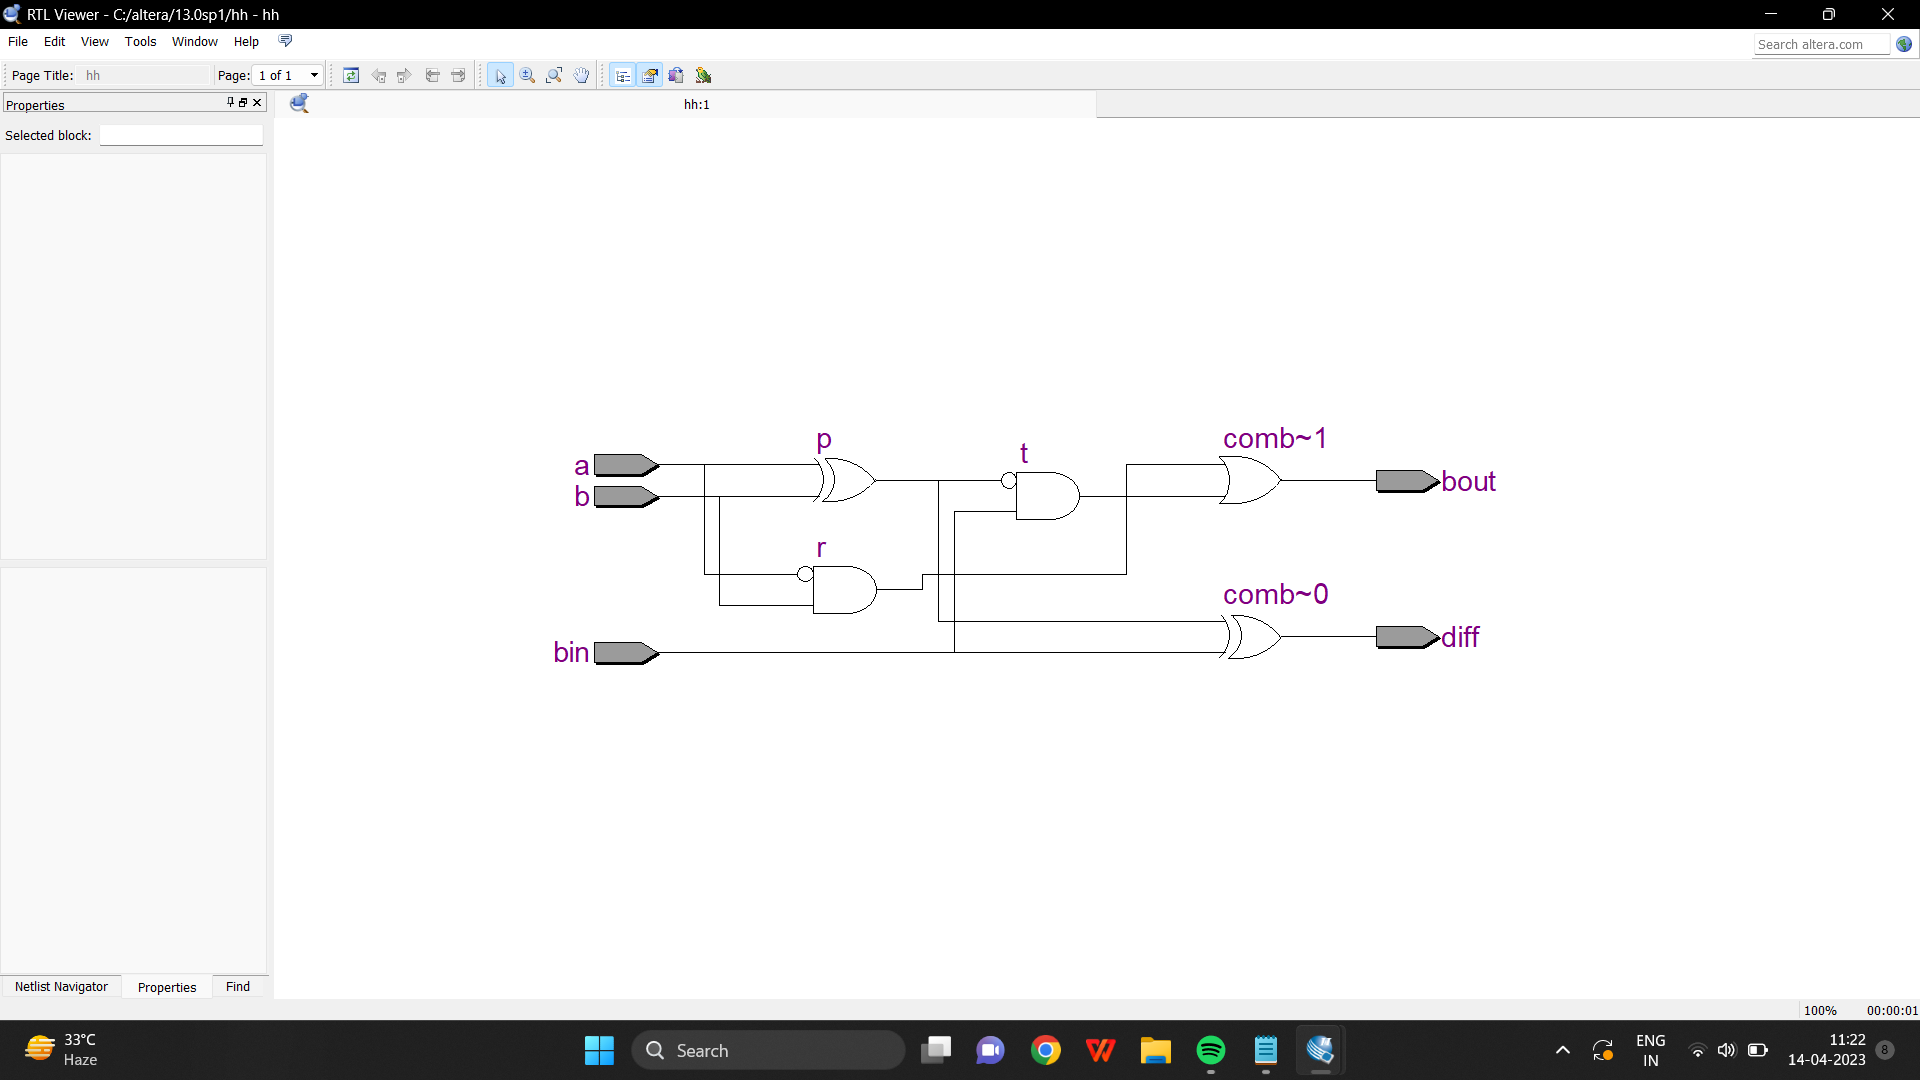 RTL Viewer - C:/altera/13.0sp1/hh - hh
File Edit View Tools Window Help
Search altera.com
Page Title: hh Page: 1 of 1
Properties
hh:1
Selected block:
p
comb~1
t
a
bout
b
r
comb~0
diff
bin
Netlist Navigator Properties Find
100% 00:00:01
33°C
Haze
Search
ENG
IN
11:22
14-04-2023
8